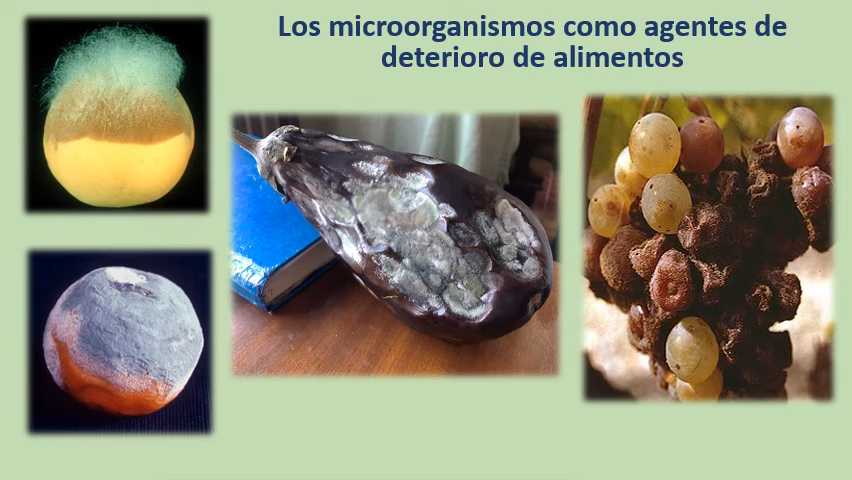 Los microorganismos como agentes de
deterioro de alimentos